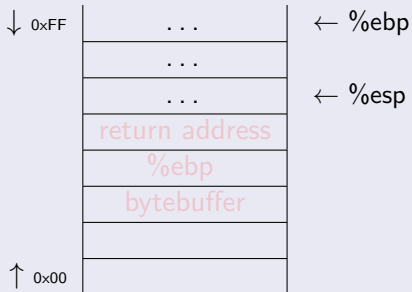 ↓ 0xFF ... ← %ebp
...
... ← %esp
return address
%ebp
bytebuffer
↑ 0x00